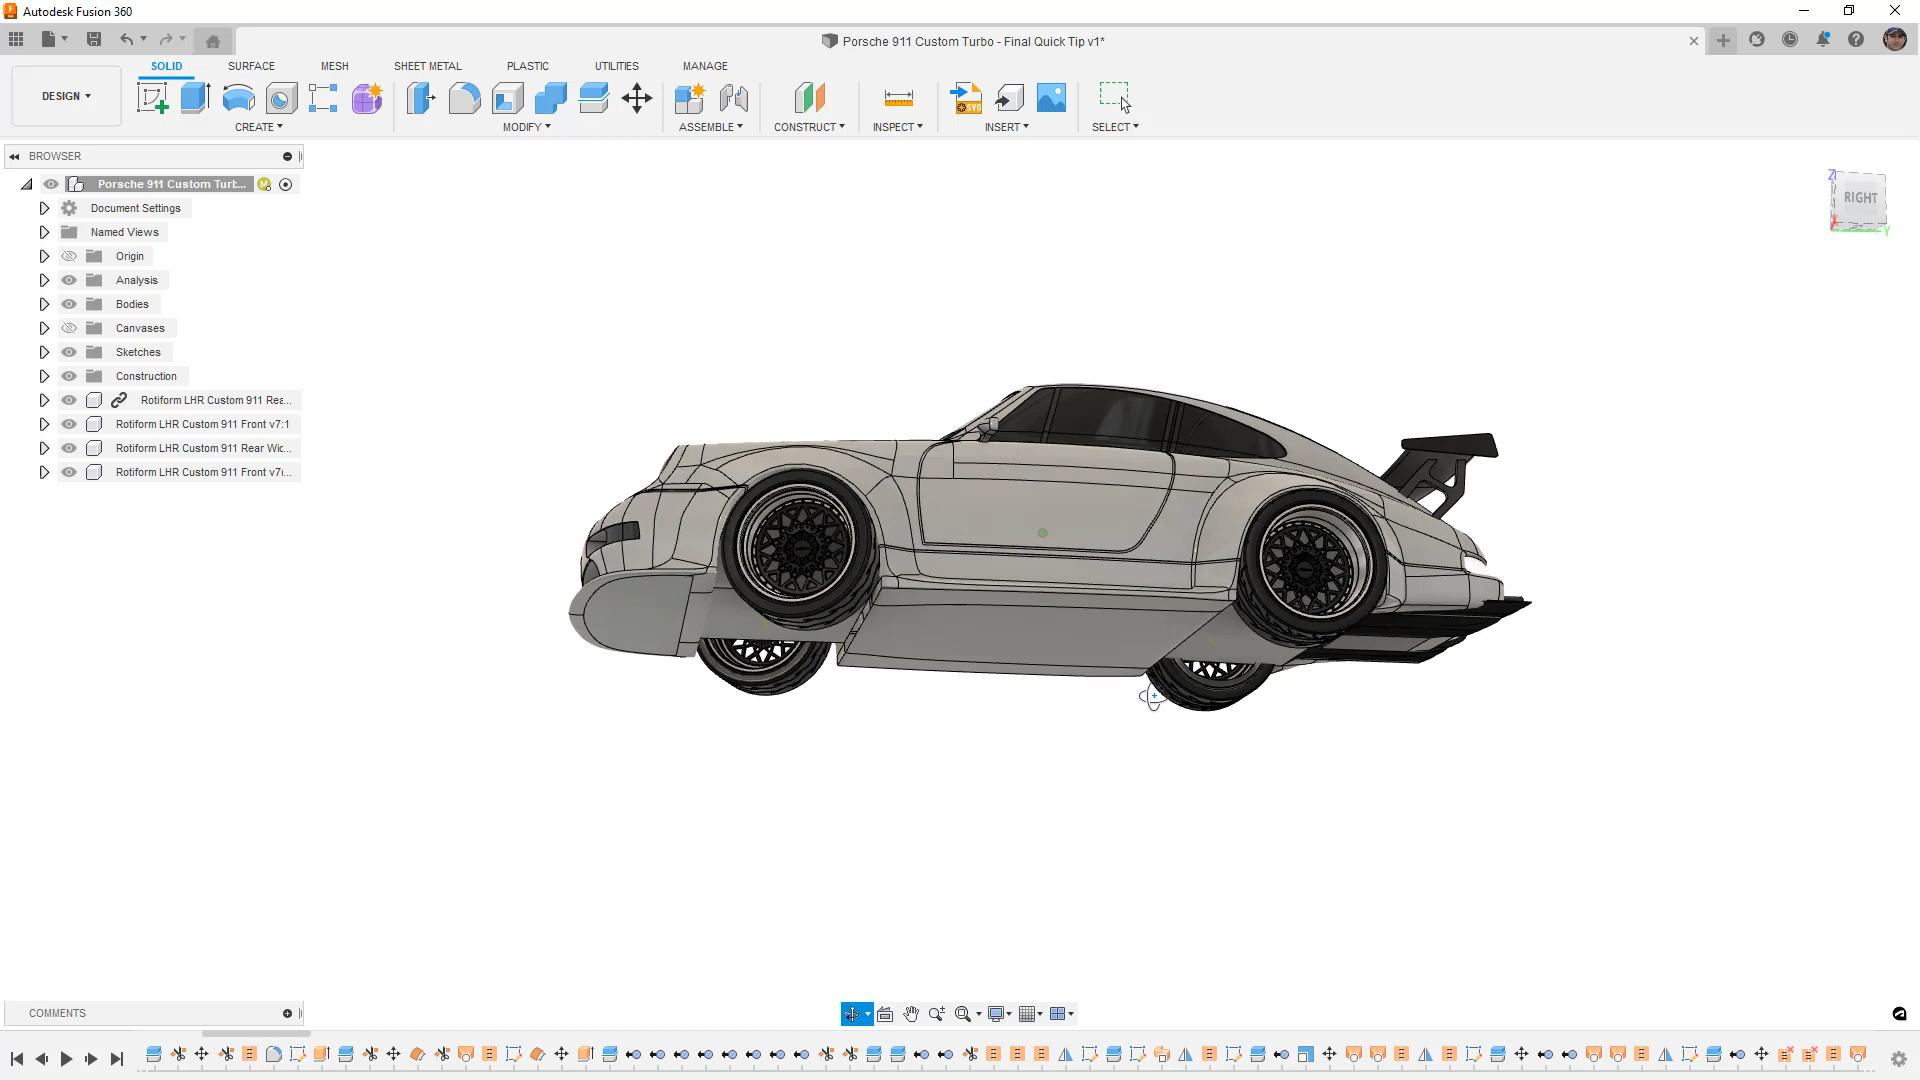 Autodesk Fusion 360
Porsche 911 Custom Turbo - Final Quick Tip v1*
SOLID
SURFACE
MESH
SHEET METAL
PLASTIC
UTILITIES
MANAGE
DESIGN
CREATE
MODIFY
ASSEMBLE
CONSTRUCT
INSPECT
INSERT
SELECT
SVG
BROWSER
Porsche 911 Custom Turb...
M
Document Settings
Named Views
Origin
Analysis
Bodies
Canvases
Sketches
Construction
Rotiform LHR Custom 911 Rea...
Rotiform LHR Custom 911 Front v7:1
Rotiform LHR Custom 911 Rear Wid...
Rotiform LHR Custom 911 Front v7(...
Z
RIGHT
X
Y
COMMENTS